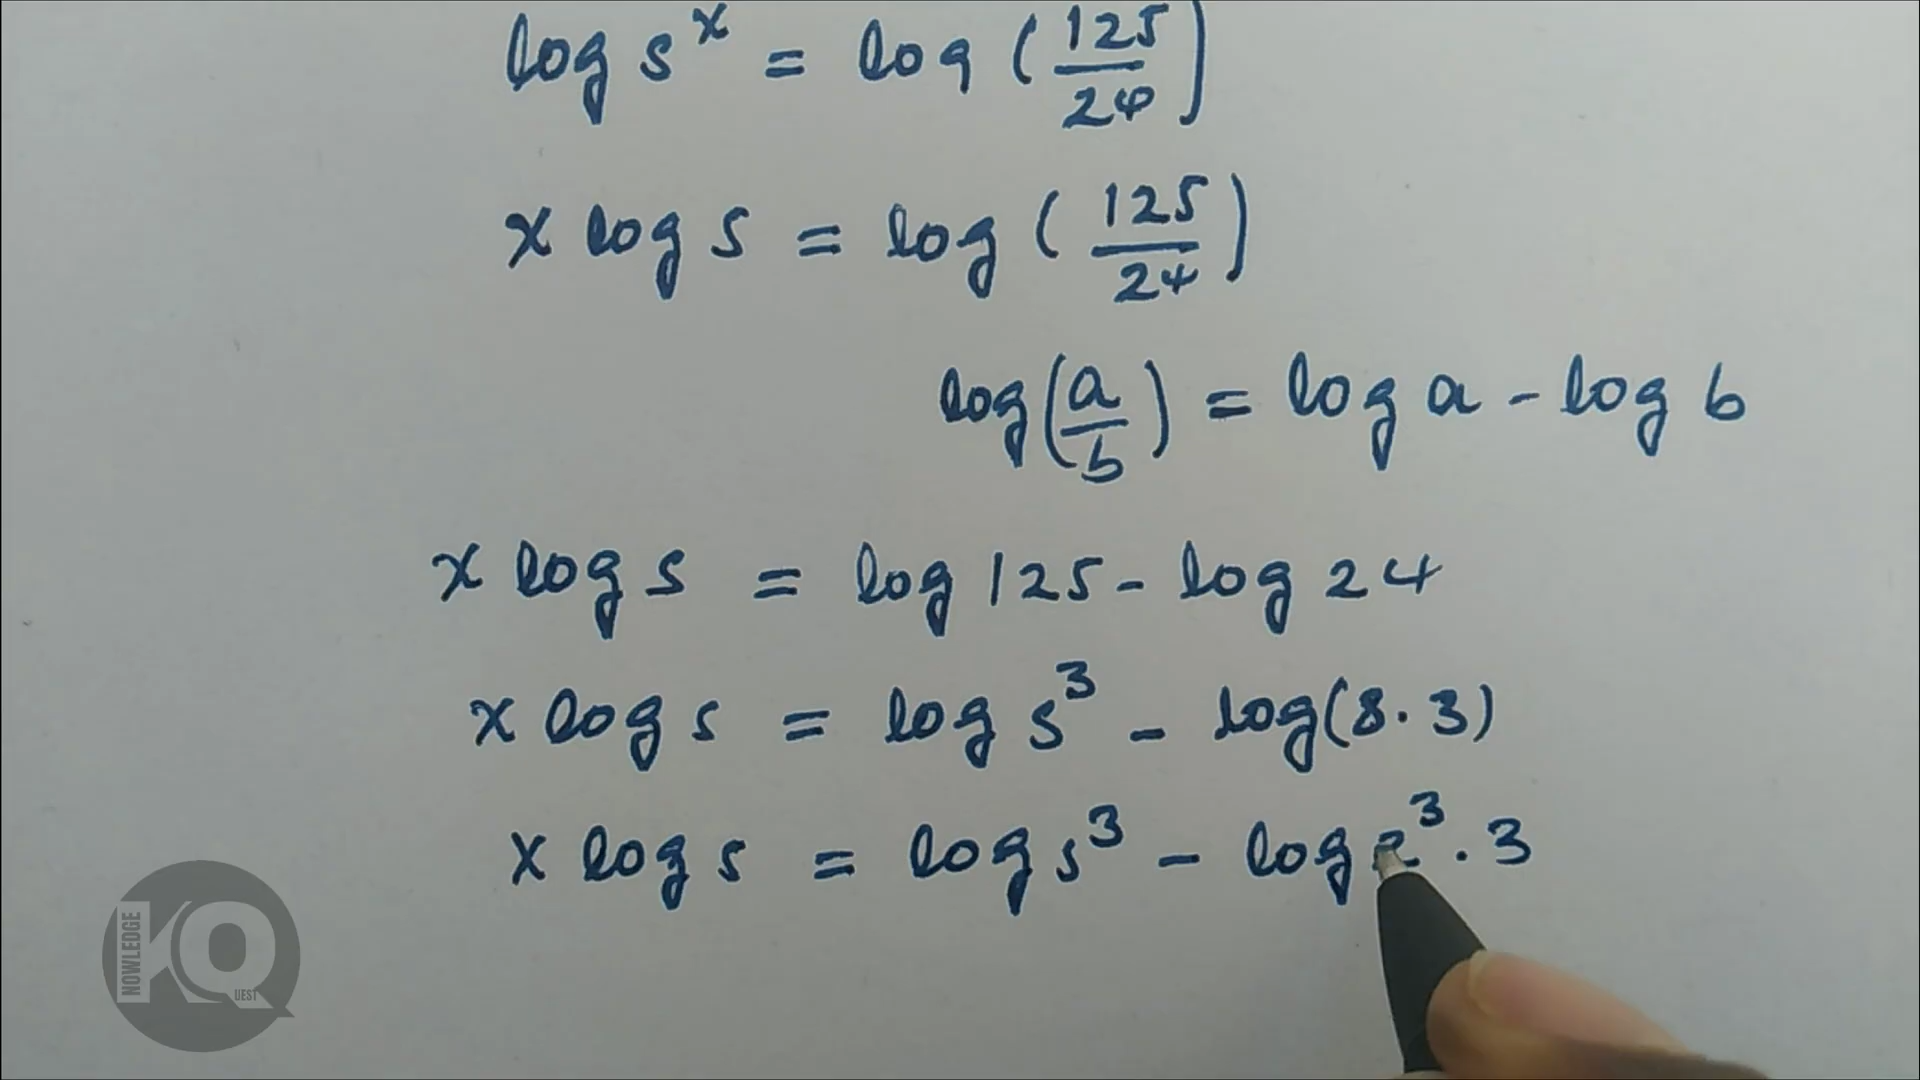 log 5^x = log (125/24)
x log 5 = log (125/24)
log(a/b) = log a - log b
x log 5 = log 125 - log 24
x log 5 = log 5^3 - log(8·3)
x log 5 = log 5^3 - log 2^3 · 3
KNOWLEDGE
QUEST